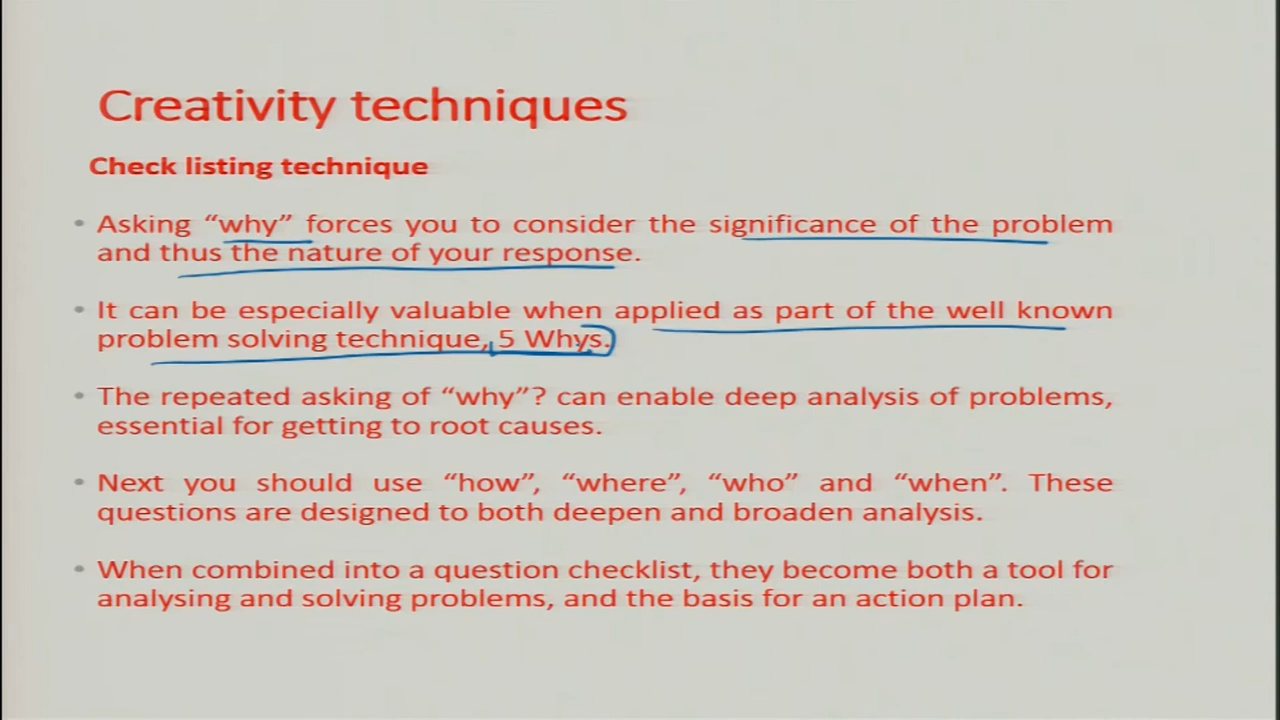 Creativity techniques
Check listing technique
• Asking “why” forces you to consider the significance of the problem
and thus the nature of your response.
• It can be especially valuable when applied as part of the well known
problem solving technique, 5 Whys.
• The repeated asking of “why”? can enable deep analysis of problems,
essential for getting to root causes.
• Next you should use “how”, “where”, “who” and “when”. These
questions are designed to both deepen and broaden analysis.
• When combined into a question checklist, they become both a tool for
analysing and solving problems, and the basis for an action plan.